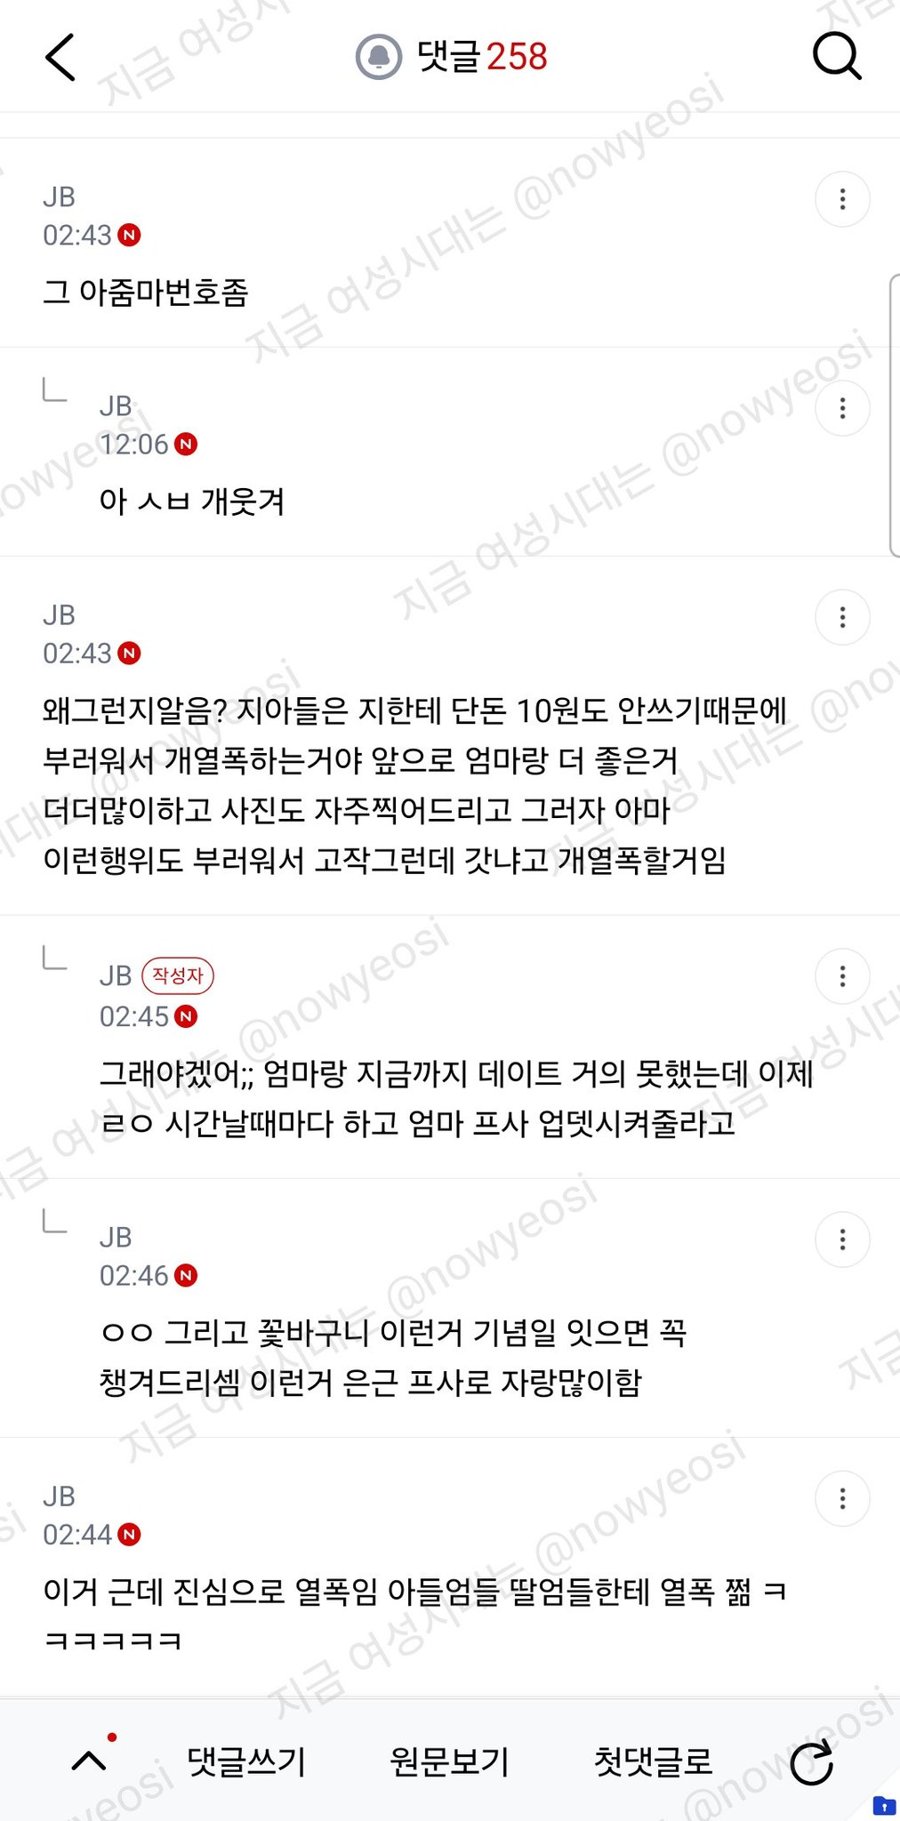 댓글 258
JB
02:43 N
그 아줌마번호좀
JB
12:06 N
아 ㅅㅂ 개웃겨
JB
02:43 N
왜그런지알음? 지아들은 지한테 단돈 10원도 안쓰기때문에
부러워서 개열폭하는거야 앞으로 엄마랑 더 좋은거
더더많이하고 사진도 자주찍어드리고 그러자 아마
이런행위도 부러워서 고작그런데 갓냐고 개열폭할거임
JB 작성자
02:45 N
그래야겠어;; 엄마랑 지금까지 데이트 거의 못했는데 이제
ㄹㅇ 시간날때마다 하고 엄마 프사 업뎃시켜줄라고
JB
02:46 N
ㅇㅇ 그리고 꽃바구니 이런거 기념일 잇으면 꼭
챙겨드리셈 이런거 은근 프사로 자랑많이함
JB
02:44 N
이거 근데 진심으로 열폭임 아들엄들 딸엄들한테 열폭 쩖 ㅋ
ㅋㅋㅋㅋㅋ
댓글쓰기 원문보기 첫댓글로
지금 여성시대는 @nowyeosi